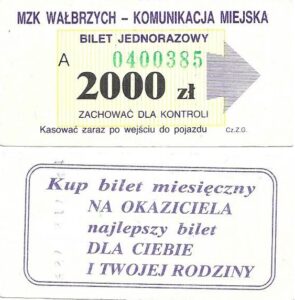 MZK WAŁBRZYCH – KOMUNIKACJA MIEJSKA
BILET JEDNORAZOWY
A 0400385
2000 zł
ZACHOWAĆ DLA KONTROLI
Kasować zaraz po wejściu do pojazdu Cz.Z.G.
Kup bilet miesięczny
NA OKAZICIELA
najlepszy bilet
DLA CIEBIE
I TWOJEJ RODZINY